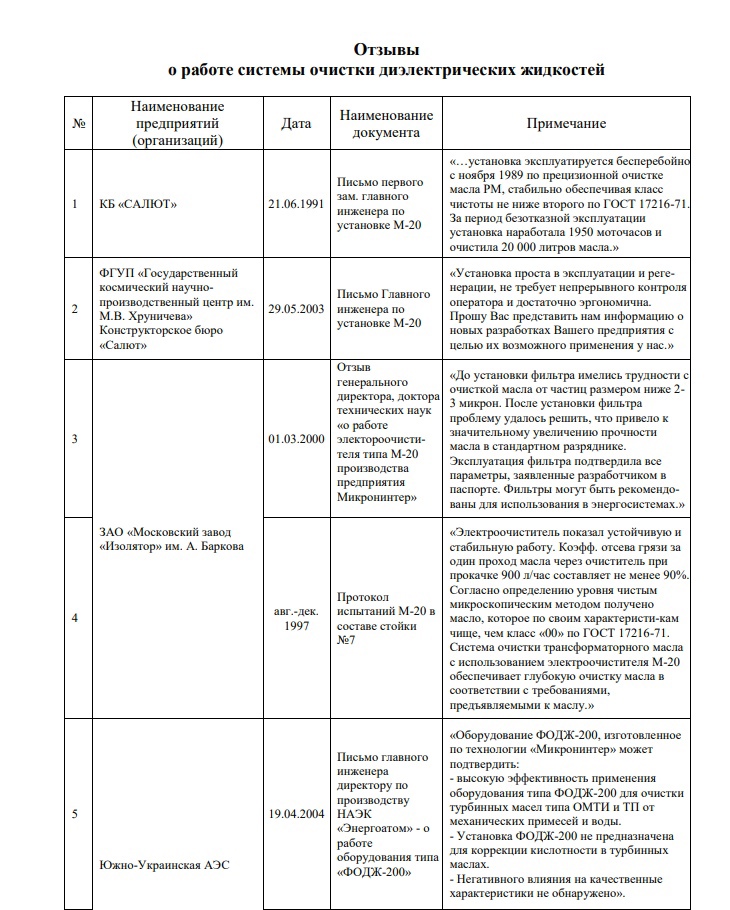 Отзывы
о работе системы очистки диэлектрических жидкостей
№
Наименование
предприятий
(организаций)
Дата
Наименование
документа
Примечание
1
КБ «САЛЮТ»
21.06.1991
Письмо первого
зам. главного
инженера по
установке М-20
«…установка эксплуатируется бесперебойно
с ноября 1989 по прецизионной очистке
масла РМ, стабильно обеспечивая класс
чистоты не ниже второго по ГОСТ 17216-71.
За период безотказной эксплуатации
установка наработала 1950 моточасов и
очистила 20 000 литров масла.»
2
ФГУП «Государственный
космический научно-
производственный центр им.
М.В. Хруничева»
Конструкторское бюро
«Салют»
29.05.2003
Письмо Главного
инженера по
установке М-20
«Установка проста в эксплуатации и реге-
нерации, не требует непрерывного контроля
оператора и достаточно эргономична.
Прошу Вас представить нам информацию о
новых разработках Вашего предприятия с
целью их возможного применения у нас.»
3
ЗАО «Московский завод
«Изолятор» им. А. Баркова
01.03.2000
Отзыв
генерального
директора, доктора
технических наук
«о работе
электороочисти-
теля типа М-20
производства
предприятия
Микронинтер»
«До установки фильтра имелись трудности с
очисткой масла от частиц размером ниже 2-
3 микрон. После установки фильтра
проблему удалось решить, что привело к
значительному увеличению прочности
масла в стандартном разряднике.
Эксплуатация фильтра подтвердила все
параметры, заявленные разработчиком в
паспорте. Фильтры могут быть рекомендо-
ваны для использования в энергосистемах.»
4
авг.-дек.
1997
Протокол
испытаний М-20 в
составе стойки
№7
«Электроочиститель показал устойчивую и
стабильную работу. Коэфф. отсева грязи за
один проход масла через очиститель при
прокачке 900 л/час составляет не менее 90%.
Согласно определению уровня чистым
микроскопическим методом получено
масло, которое по своим характеристи-кам
чище, чем класс «00» по ГОСТ 17216-71.
Система очистки трансформаторного масла
с использованием электроочистителя М-20
обеспечивает глубокую очистку масла в
соответствии с требованиями,
предъявляемыми к маслу.»
5
Южно-Украинская АЭС
19.04.2004
Письмо главного
инженера
директору по
производству
НАЭК
«Энергоатом» - о
работе
оборудования типа
«ФОДЖ-200»
«Оборудование ФОДЖ-200, изготовленное
по технологии «Микронинтер» может
подтвердить:
- высокую эффективность применения
оборудования типа ФОДЖ-200 для очистки
турбинных масел типа ОМТИ и ТП от
механических примесей и воды.
- Установка ФОДЖ-200 не предназначена
для коррекции кислотности в турбинных
маслах.
- Негативного влияния на качественные
характеристики не обнаружено».